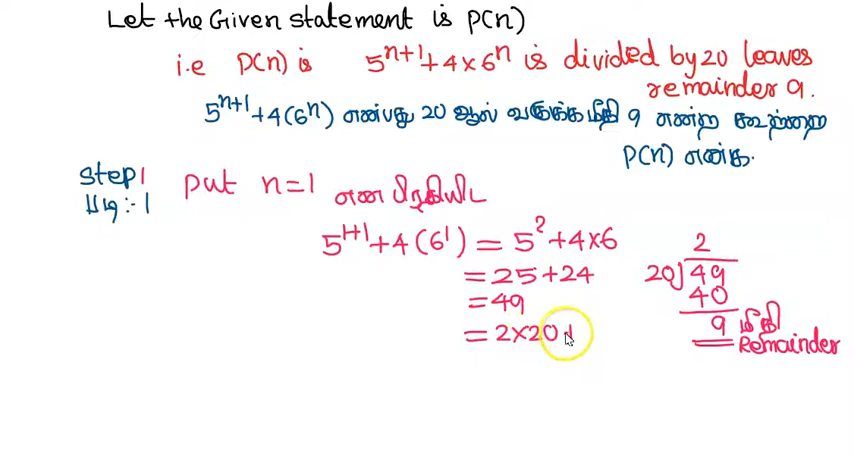 Let the Given statement is P(n)
i.e P(n) is 5^{n+1}+4×6^n is divided by 20 leaves
remainder 9.
5^{n+1}+4(6^n) என்பது 20 ஆல் வகுக்க மீதி 9 என்ற கூற்றை
P(n) என்க.
Step 1 put n=1 என பிரதியிட
படி:-1
5^{1+1}+4(6^1) = 5^2+4×6
= 25+24
= 49
= 2×20+
2
20)49
40
9 மீதி
Remainder